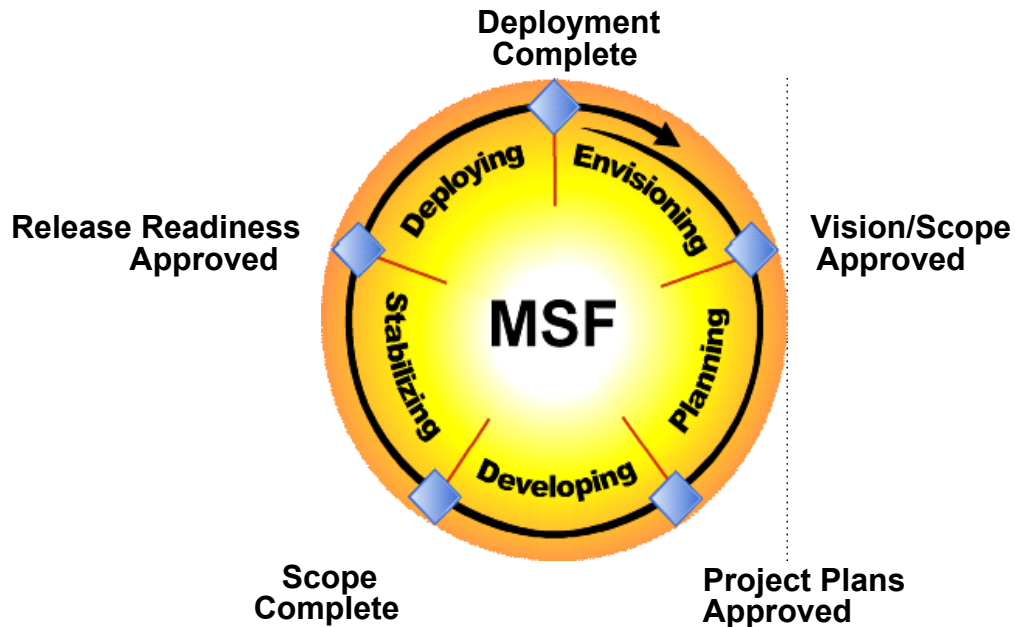 Deployment
Complete
Deploying
Envisioning
Release Readiness
Approved
Vision/Scope
Approved
MSF
Stabilizing
Planning
Developing
Scope
Complete
Project Plans
Approved